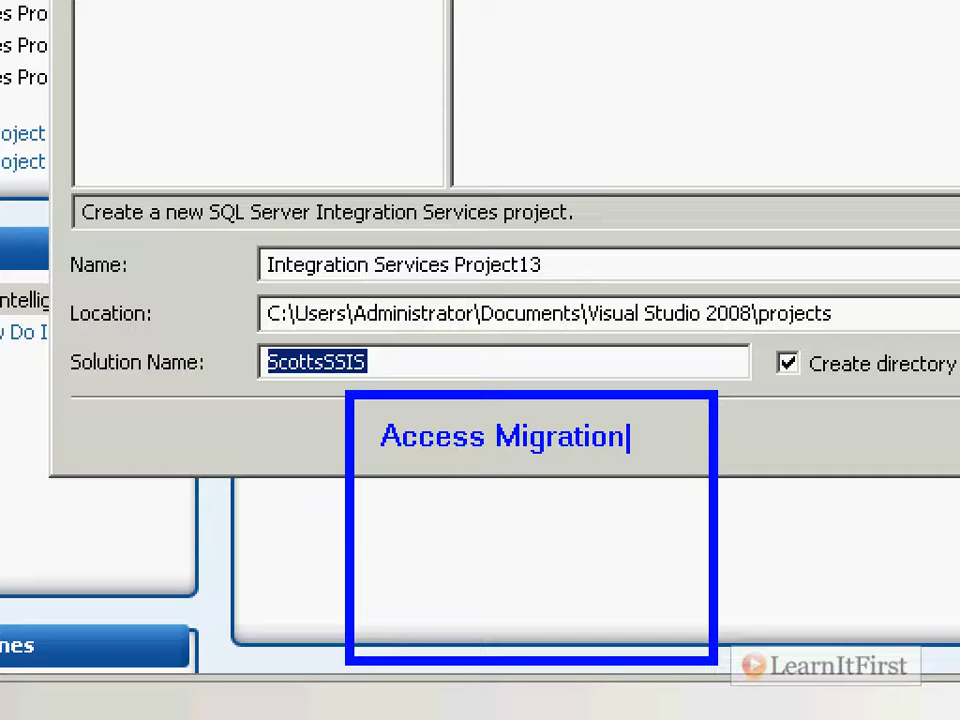 es Pro
es Pro
es Pro
oject
oject
Create a new SQL Server Integration Services project.
Name: Integration Services Project13
ntellig
Location: C:\Users\Administrator\Documents\Visual Studio 2008\projects
w Do I
Solution Name: ScottsSSIS Create directory
Access Migration
nes
LearnItFirst